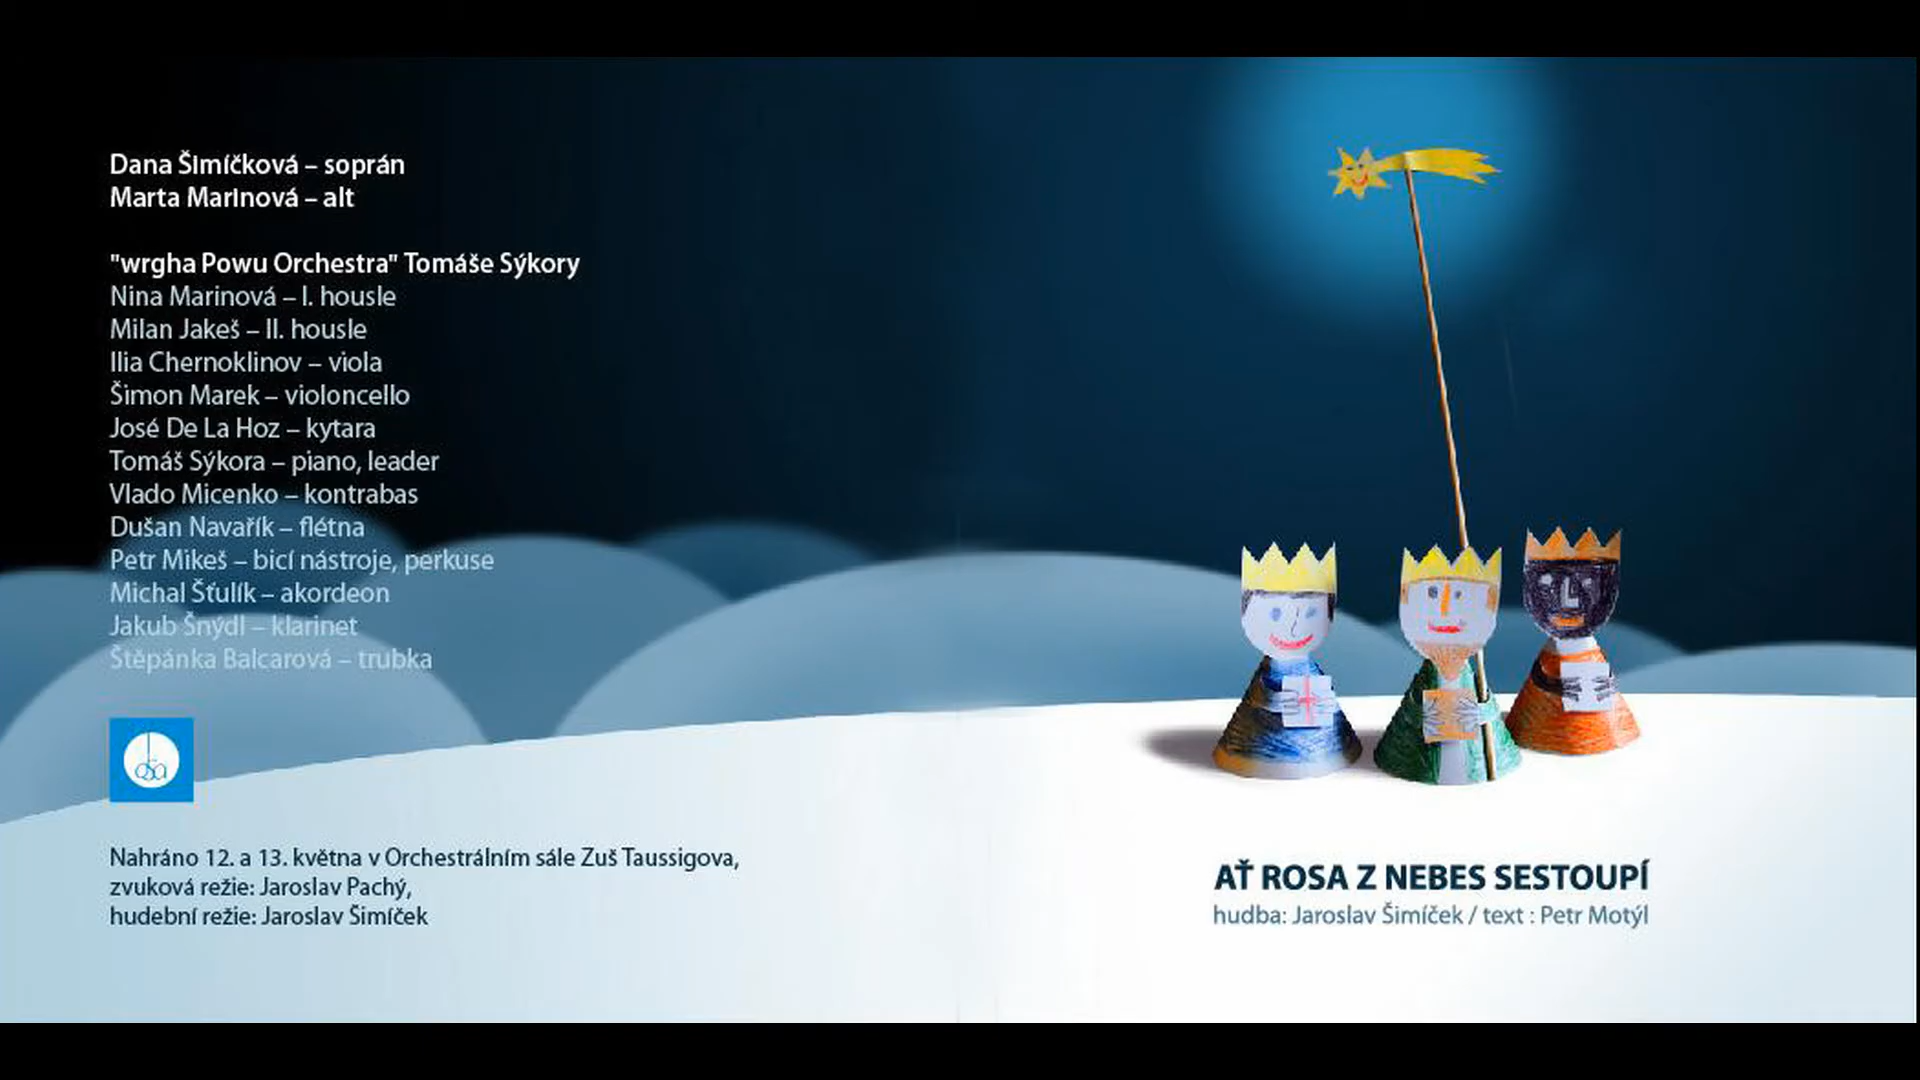 Dana Šimíčková – soprán
Marta Marinová – alt
"wrgha Powu Orchestra" Tomáše Sýkory
Nina Marinová – I. housle
Milan Jakeš – II. housle
Ilia Chernoklinov – viola
Šimon Marek – violoncello
José De La Hoz – kytara
Tomáš Sýkora – piano, leader
Vlado Micenko – kontrabas
Dušan Navařík – flétna
Petr Mikeš – bicí nástroje, perkuse
Michal Šťulík – akordeon
Jakub Šnýdl – klarinet
Štěpánka Balcarová – trubka
osa
Nahráno 12. a 13. května v Orchestrálním sále Zuš Taussigova,
zvuková režie: Jaroslav Pachý,
hudební režie: Jaroslav Šimíček
AŤ ROSA Z NEBES SESTOUPÍ
hudba: Jaroslav Šimíček / text : Petr Motýl